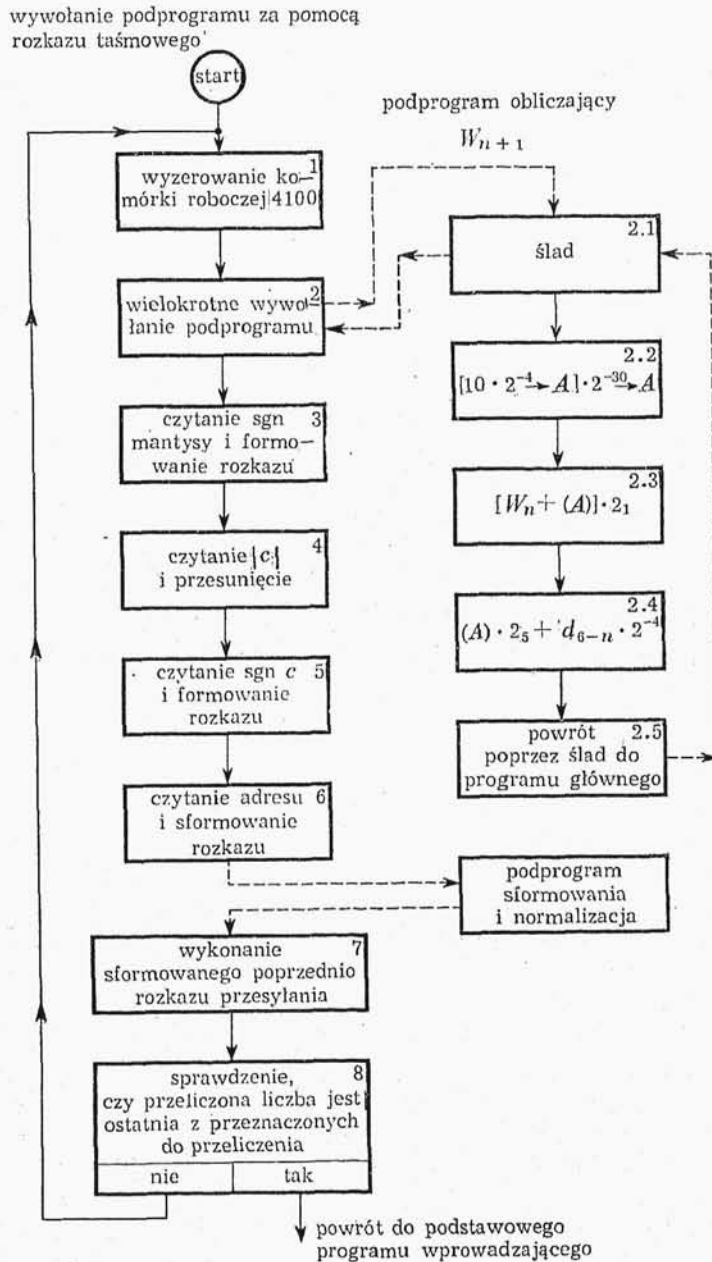 wywołanie podprogramu za pomocą
rozkazu taśmowego
start
podprogram obliczający
W_{n+1}
1
wyzerowanie ko-
mórki roboczej |4100|
2
wielokrotne wywo-
łanie podprogramu
3
czytanie sgn
mantysy i formo-
wanie rozkazu
4
czytanie |c|
i przesunięcie
5
czytanie sgn c
i formowanie
rozkazu
czytanie adresu 6
i sformowanie
rozkazu
2.1
ślad
2.2
[10 · 2^{-4} → A] · 2^{-30} → A
2.3
[W_n + (A)] · 2_1
2.4
(A) · 2_5 + d_{6-n} · 2^{-4}
powrót 2.5
poprzez ślad do
programu głównego
podprogram
sformowania
i normalizacja
wykonanie 7
sformowanego poprzednio
rozkazu przesyłania
sprawdzenie, 8
czy przeliczona liczba jest
ostatnia z przeznaczonych
do przeliczenia
nie tak
powrót do podstawowego
programu wprowadzającego